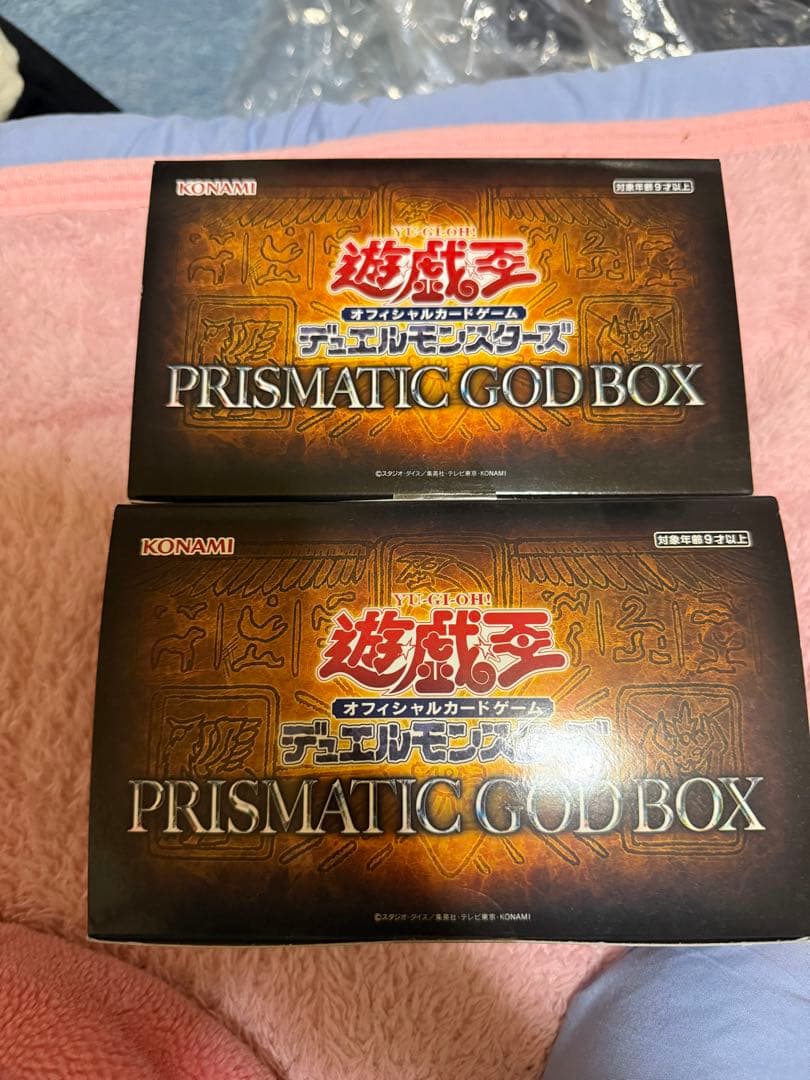 KONAMI
対象年齢9才以上
YU-GI-OH!
遊戯王
オフィシャルカードゲーム
デュエルモンスターズ
PRISMATIC GOD BOX
©スタジオ・ダイス/集英社・テレビ東京・KONAMI
KONAMI
対象年齢9才以上
YU-GI-OH!
遊戯王
オフィシャルカードゲーム
デュエルモンスターズ
PRISMATIC GOD BOX
©スタジオ・ダイス/集英社・テレビ東京・KONAMI